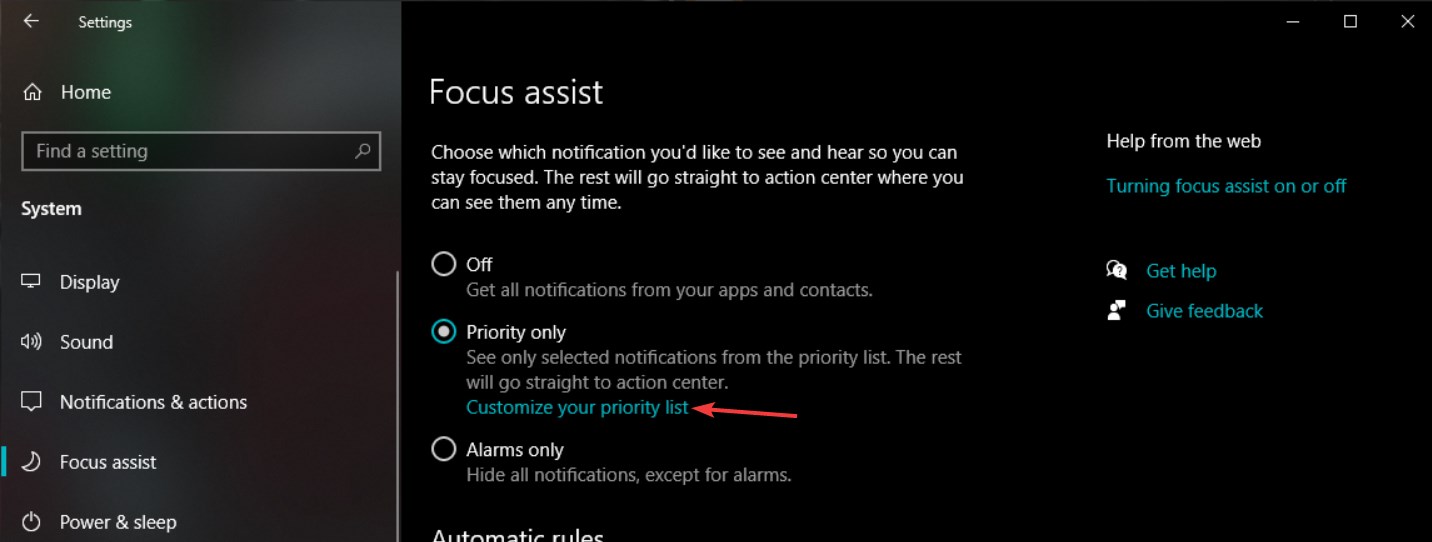 Settings
Home
Find a setting
System
Display
Sound
Notifications & actions
Focus assist
Power & sleep
Focus assist
Choose which notification you'd like to see and hear so you can
stay focused. The rest will go straight to action center where you
can see them any time.
Off
Get all notifications from your apps and contacts.
Priority only
See only selected notifications from the priority list. The rest
will go straight to action center.
Customize your priority list
Alarms only
Hide all notifications, except for alarms.
Automatic rules
Help from the web
Turning focus assist on or off
Get help
Give feedback